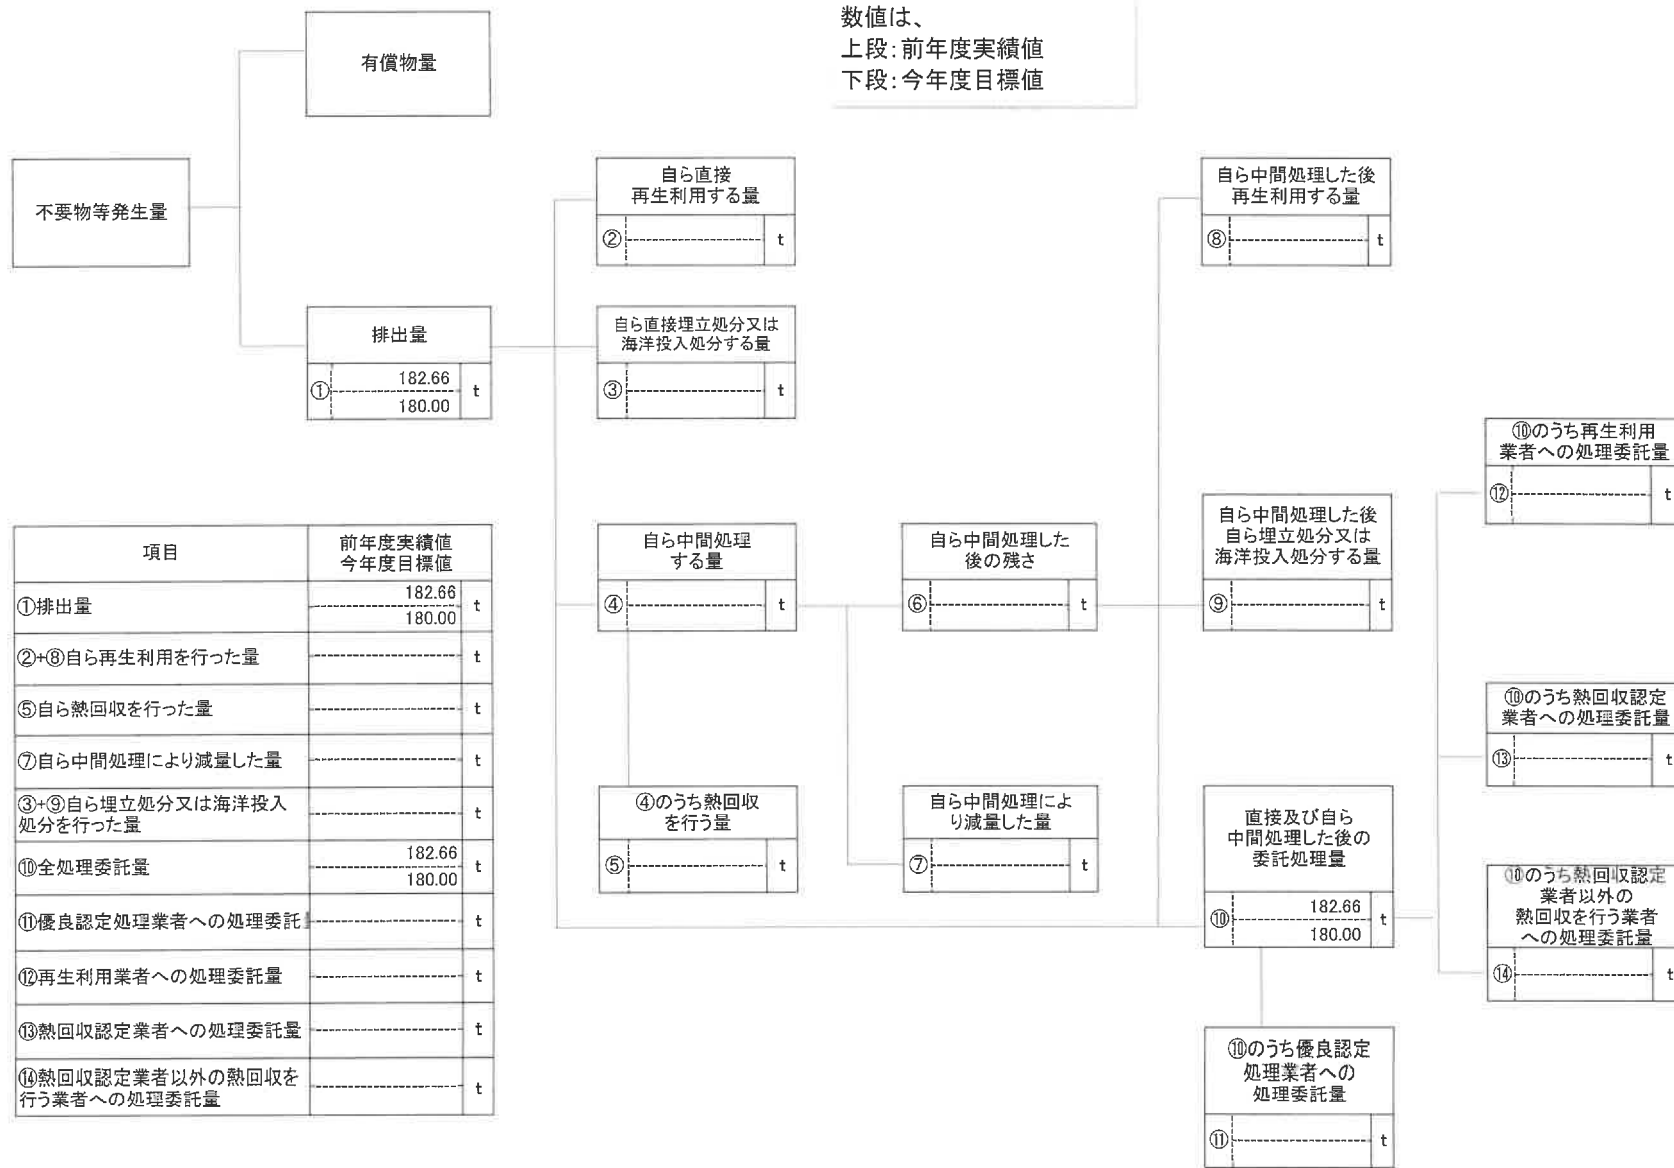 数値は、
上段:前年度実績値
下段:今年度目標値
有償物量
不要物等発生量
排出量
①
182.66
180.00
t
自ら直接
再生利用する量
②
t
自ら直接埋立処分又は
海洋投入処分する量
③
t
自ら中間処理
する量
④
t
④のうち熱回収
を行う量
⑤
t
自ら中間処理した
後の残さ
⑥
t
自ら中間処理によ
り減量した量
⑦
t
自ら中間処理した後
再生利用する量
⑧
t
自ら中間処理した後
自ら埋立処分又は
海洋投入処分する量
⑨
t
直接及び自ら
中間処理した後の
委託処理量
⑩
182.66
180.00
t
⑩のうち優良認定
処理業者への
処理委託量
⑪
t
⑩のうち再生利用
業者への処理委託量
⑫
t
⑩のうち熱回収認定
業者への処理委託量
⑬
t
⑩のうち熱回収認定
業者以外の
熱回収を行う業者
への処理委託量
⑭
t
項目
前年度実績値
今年度目標値
①排出量
182.66
180.00
t
②+⑧自ら再生利用を行った量
t
⑤自ら熱回収を行った量
t
⑦自ら中間処理により減量した量
t
③+⑨自ら埋立処分又は海洋投入
処分を行った量
t
⑩全処理委託量
182.66
180.00
t
⑪優良認定処理業者への処理委託
t
⑫再生利用業者への処理委託量
t
⑬熱回収認定業者への処理委託量
t
⑭熱回収認定業者以外の熱回収を
行う業者への処理委託量
t